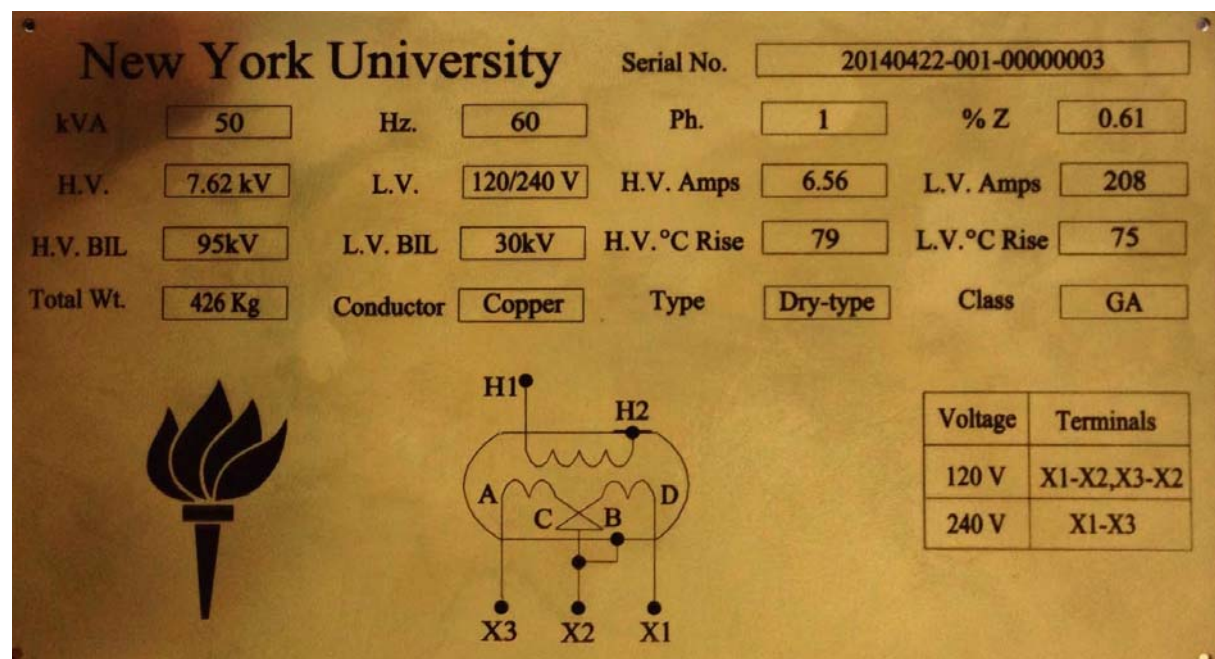 New York University Serial No. 20140422-001-00000003
kVA 50 Hz. 60 Ph. 1 % Z 0.61
H.V. 7.62 kV L.V. 120/240 V H.V. Amps 6.56 L.V. Amps 208
H.V. BIL 95kV L.V. BIL 30kV H.V.°C Rise 79 L.V.°C Rise 75
Total Wt. 426 Kg Conductor Copper Type Dry-type Class GA
H1
H2
A D
C B
X3 X2 X1
Voltage Terminals
120 V X1-X2,X3-X2
240 V X1-X3